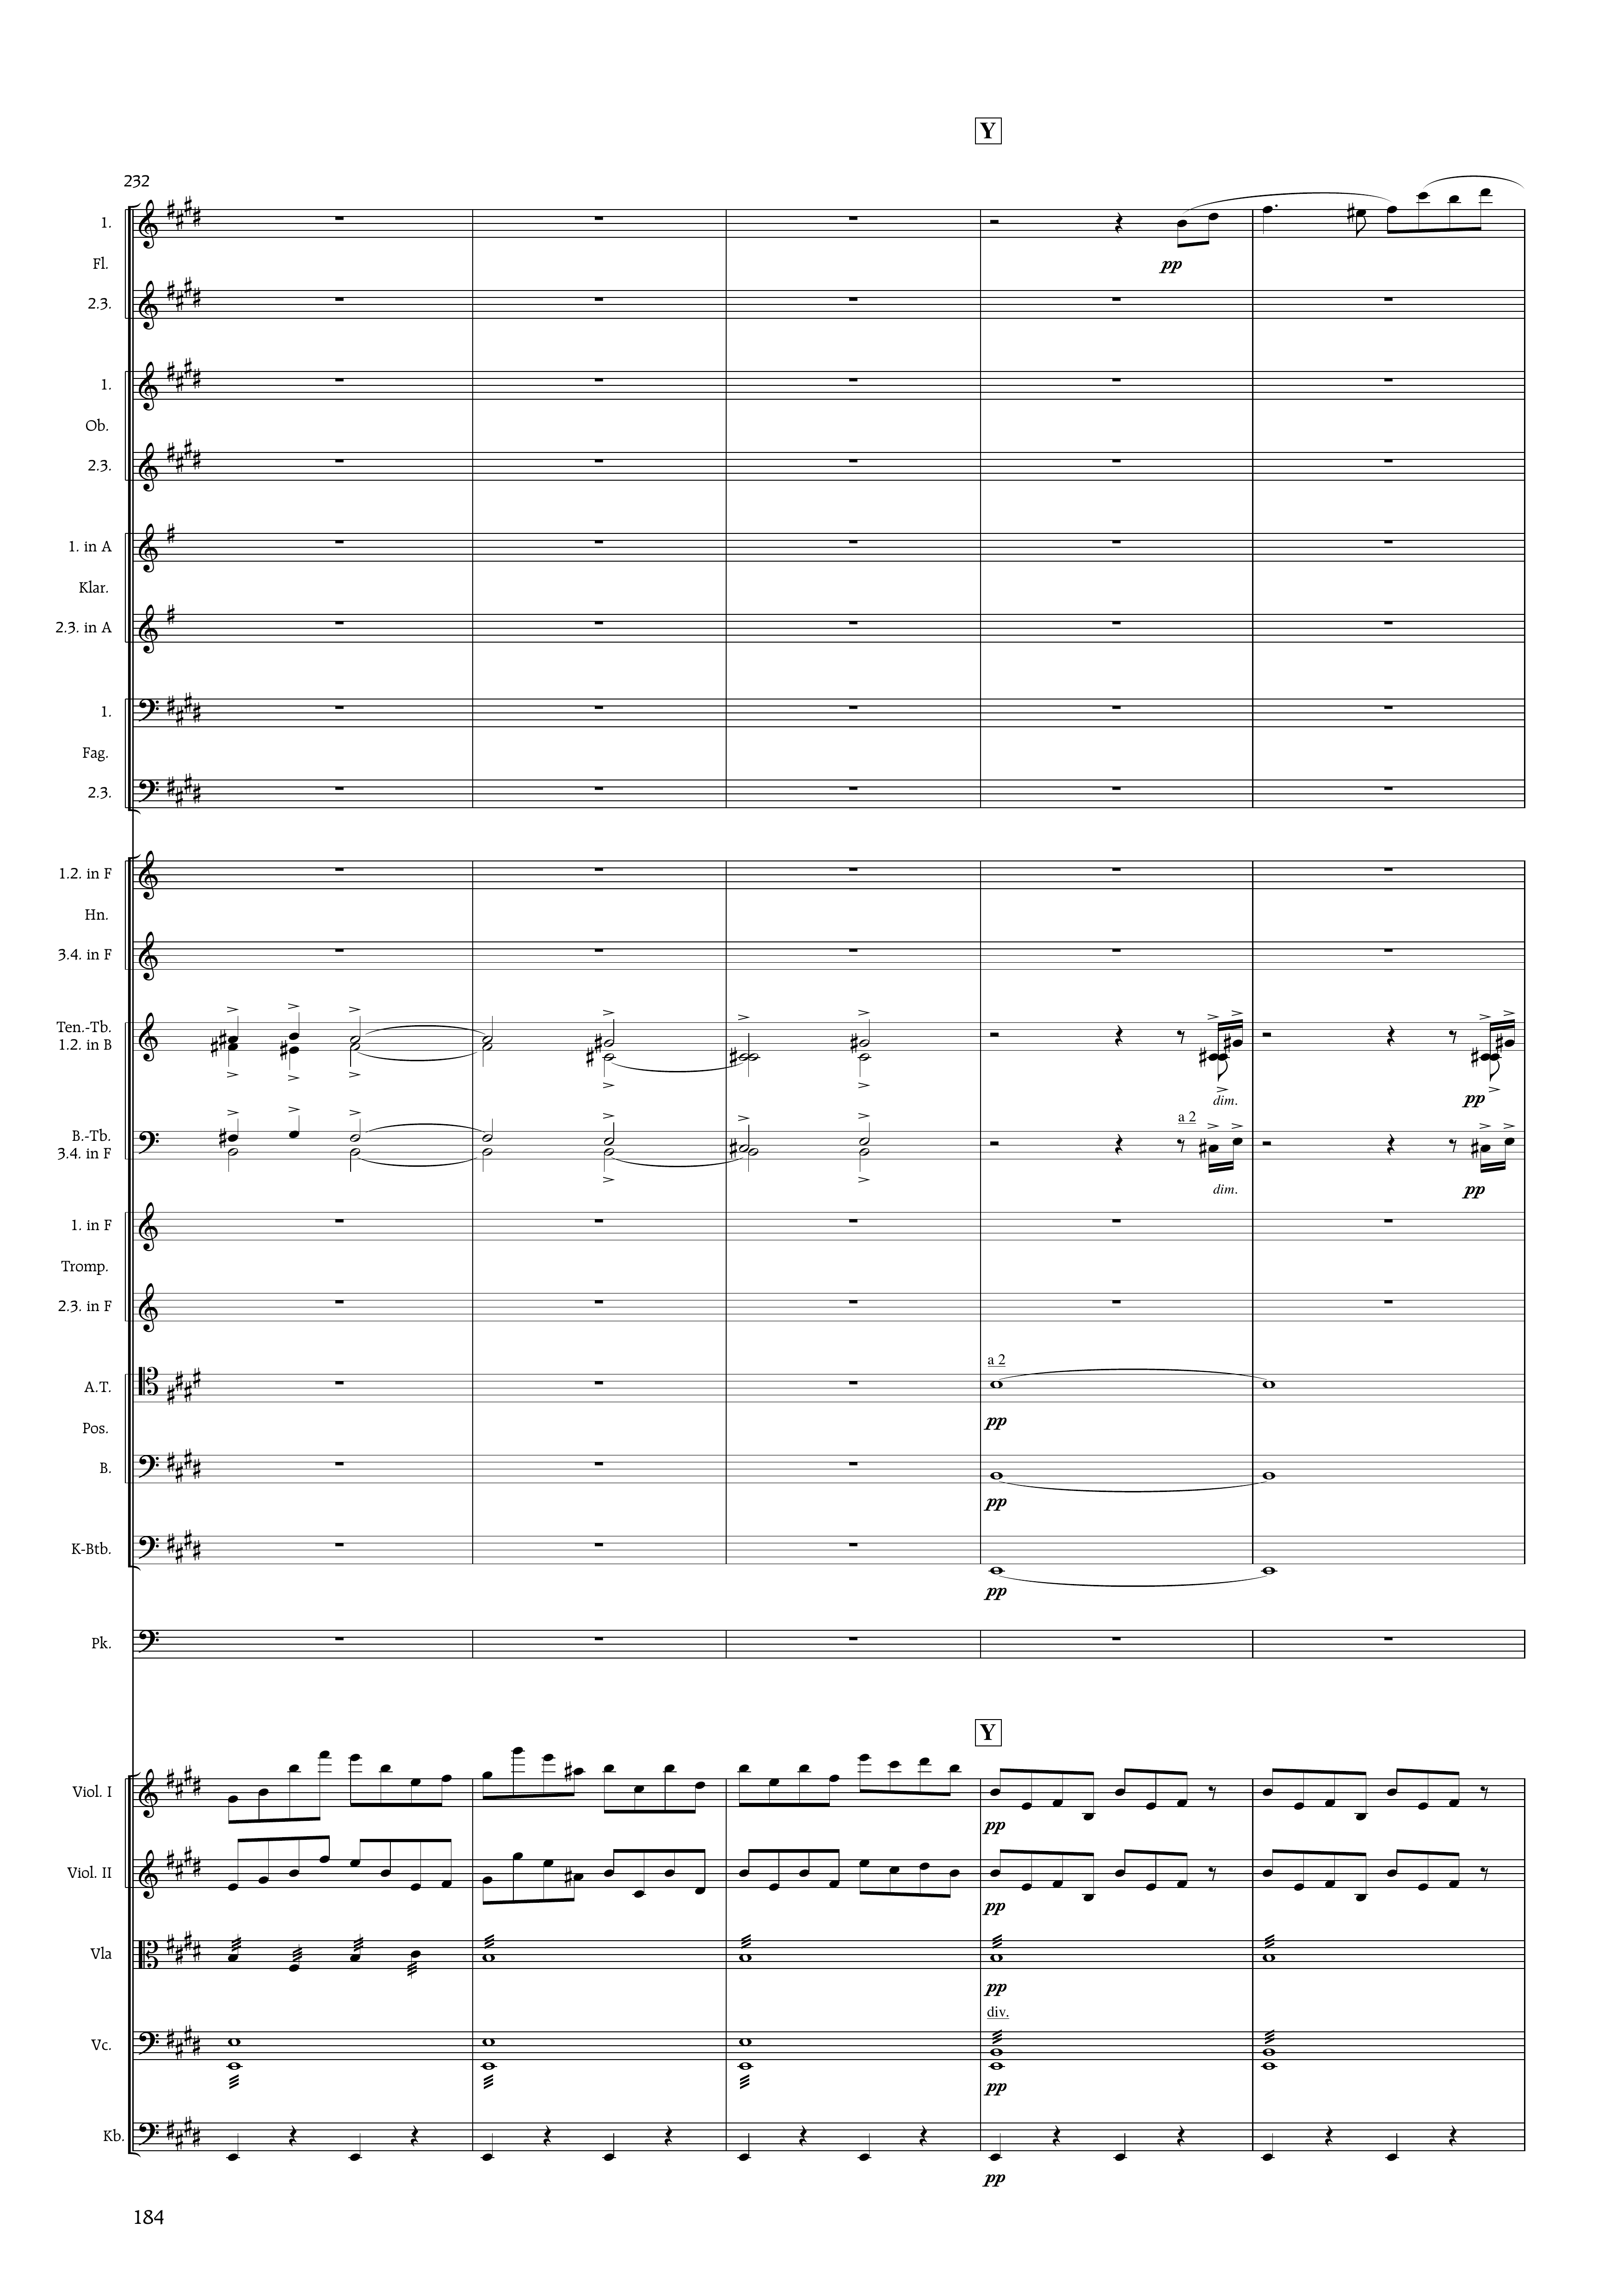 Y
232
1.
Fl.
2.3.
1.
Ob.
2.3.
1. in A
Klar.
2.3. in A
1.
Fag.
2.3.
1.2. in F
Hn.
3.4. in F
Ten.-Tb.
1.2. in B
B.-Tb.
3.4. in F
1. in F
Tromp.
2.3. in F
A.T.
Pos.
B.
K-Btb.
Pk.
Viol. I
Viol. II
Vla
Vc.
Kb.
pp
dim.
pp
a 2
dim.
pp
a 2
pp
pp
pp
Y
pp
pp
pp
div.
pp
pp
184